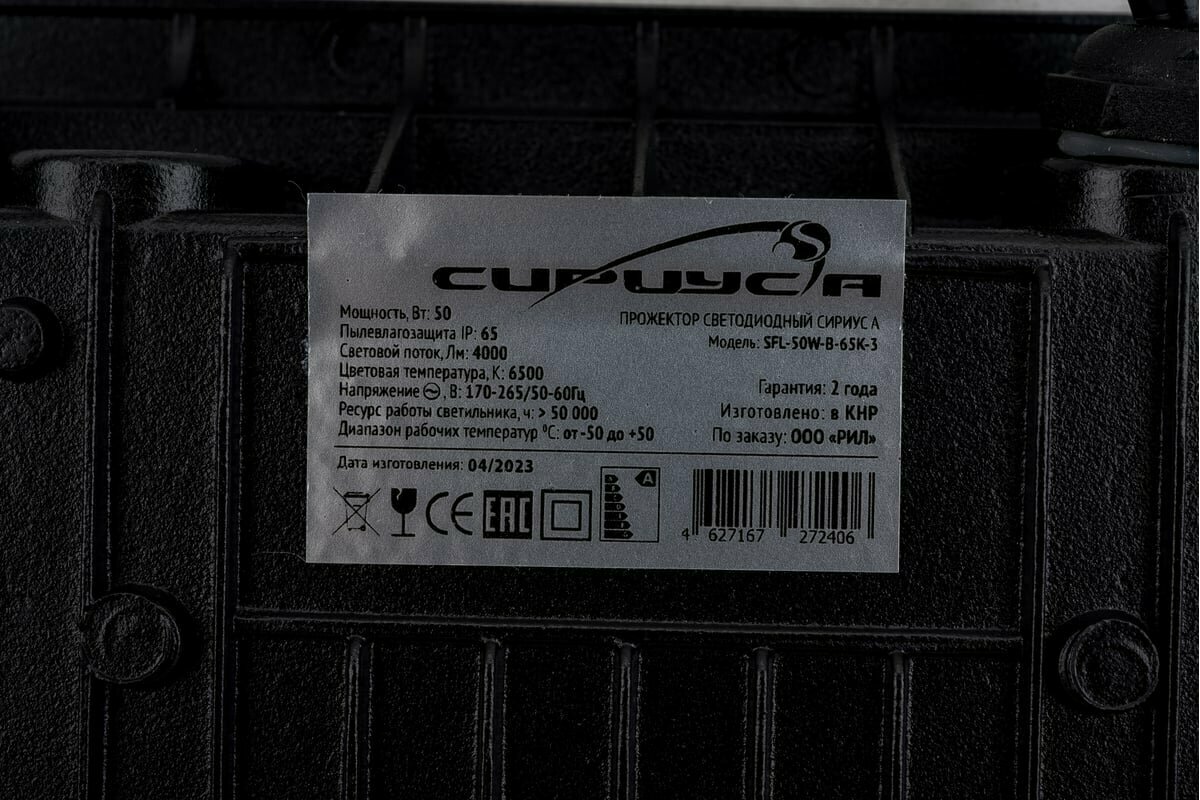 СИРИУС А
Мощность, Вт: 50
Пылевлагозащита IP: 65
Световой поток, Лм: 4000
Цветовая температура, К: 6500
Напряжение, В: 170-265/50-60Гц
Ресурс работы светильника, ч: > 50 000
Диапазон рабочих температур °С: от -50 до +50
ПРОЖЕКТОР СВЕТОДИОДНЫЙ СИРИУС А
Модель: SFL-50W-B-65K-3
Гарантия: 2 года
Изготовлено: в КНР
По заказу: ООО «РИЛ»
Дата изготовления: 04/2023
CE EAC A
4 627167 272406